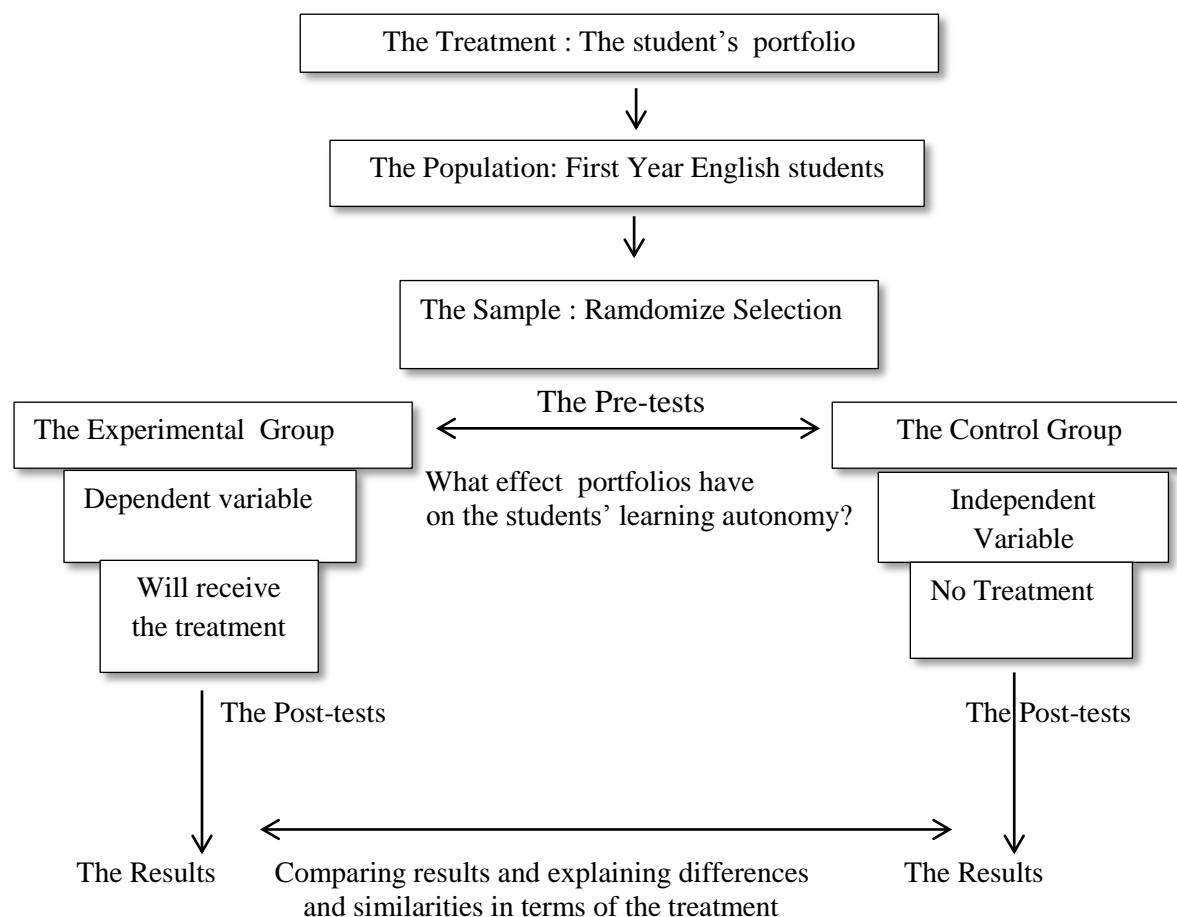 The Treatment : The student’s  portfolio
The Population: First Year English students
The Sample : Ramdomize Selection
The Pre-tests
The Experimental  Group
The Control Group
Dependent variable
What effect  portfolios have
on the students’ learning autonomy?
Independent
Variable
Will receive
the treatment
No Treatment
The Post-tests
The Post-tests
The Results
Comparing results and explaining differences
and similarities in terms of the treatment
The Results